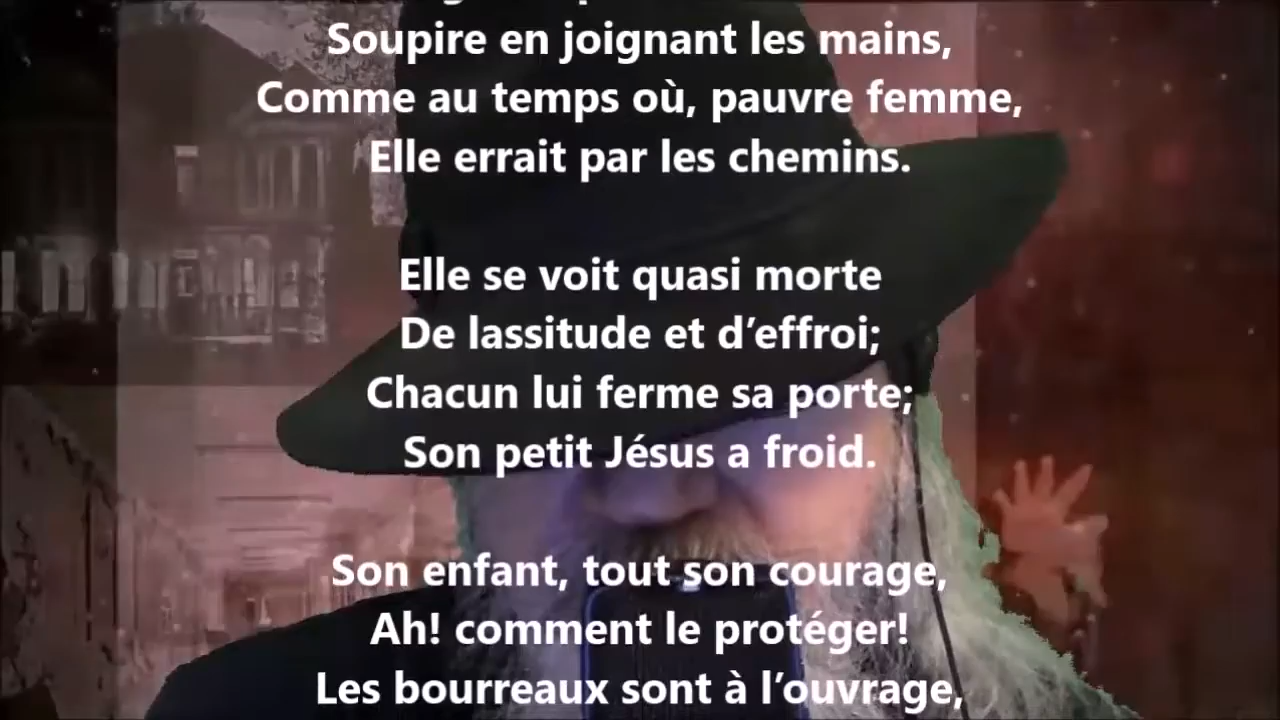 Soupire en joignant les mains,
Comme au temps où, pauvre femme,
Elle errait par les chemins.
Elle se voit quasi morte
De lassitude et d’effroi;
Chacun lui ferme sa porte;
Son petit Jésus a froid.
Son enfant, tout son courage,
Ah! comment le protéger!
Les bourreaux sont à l’ouvrage,